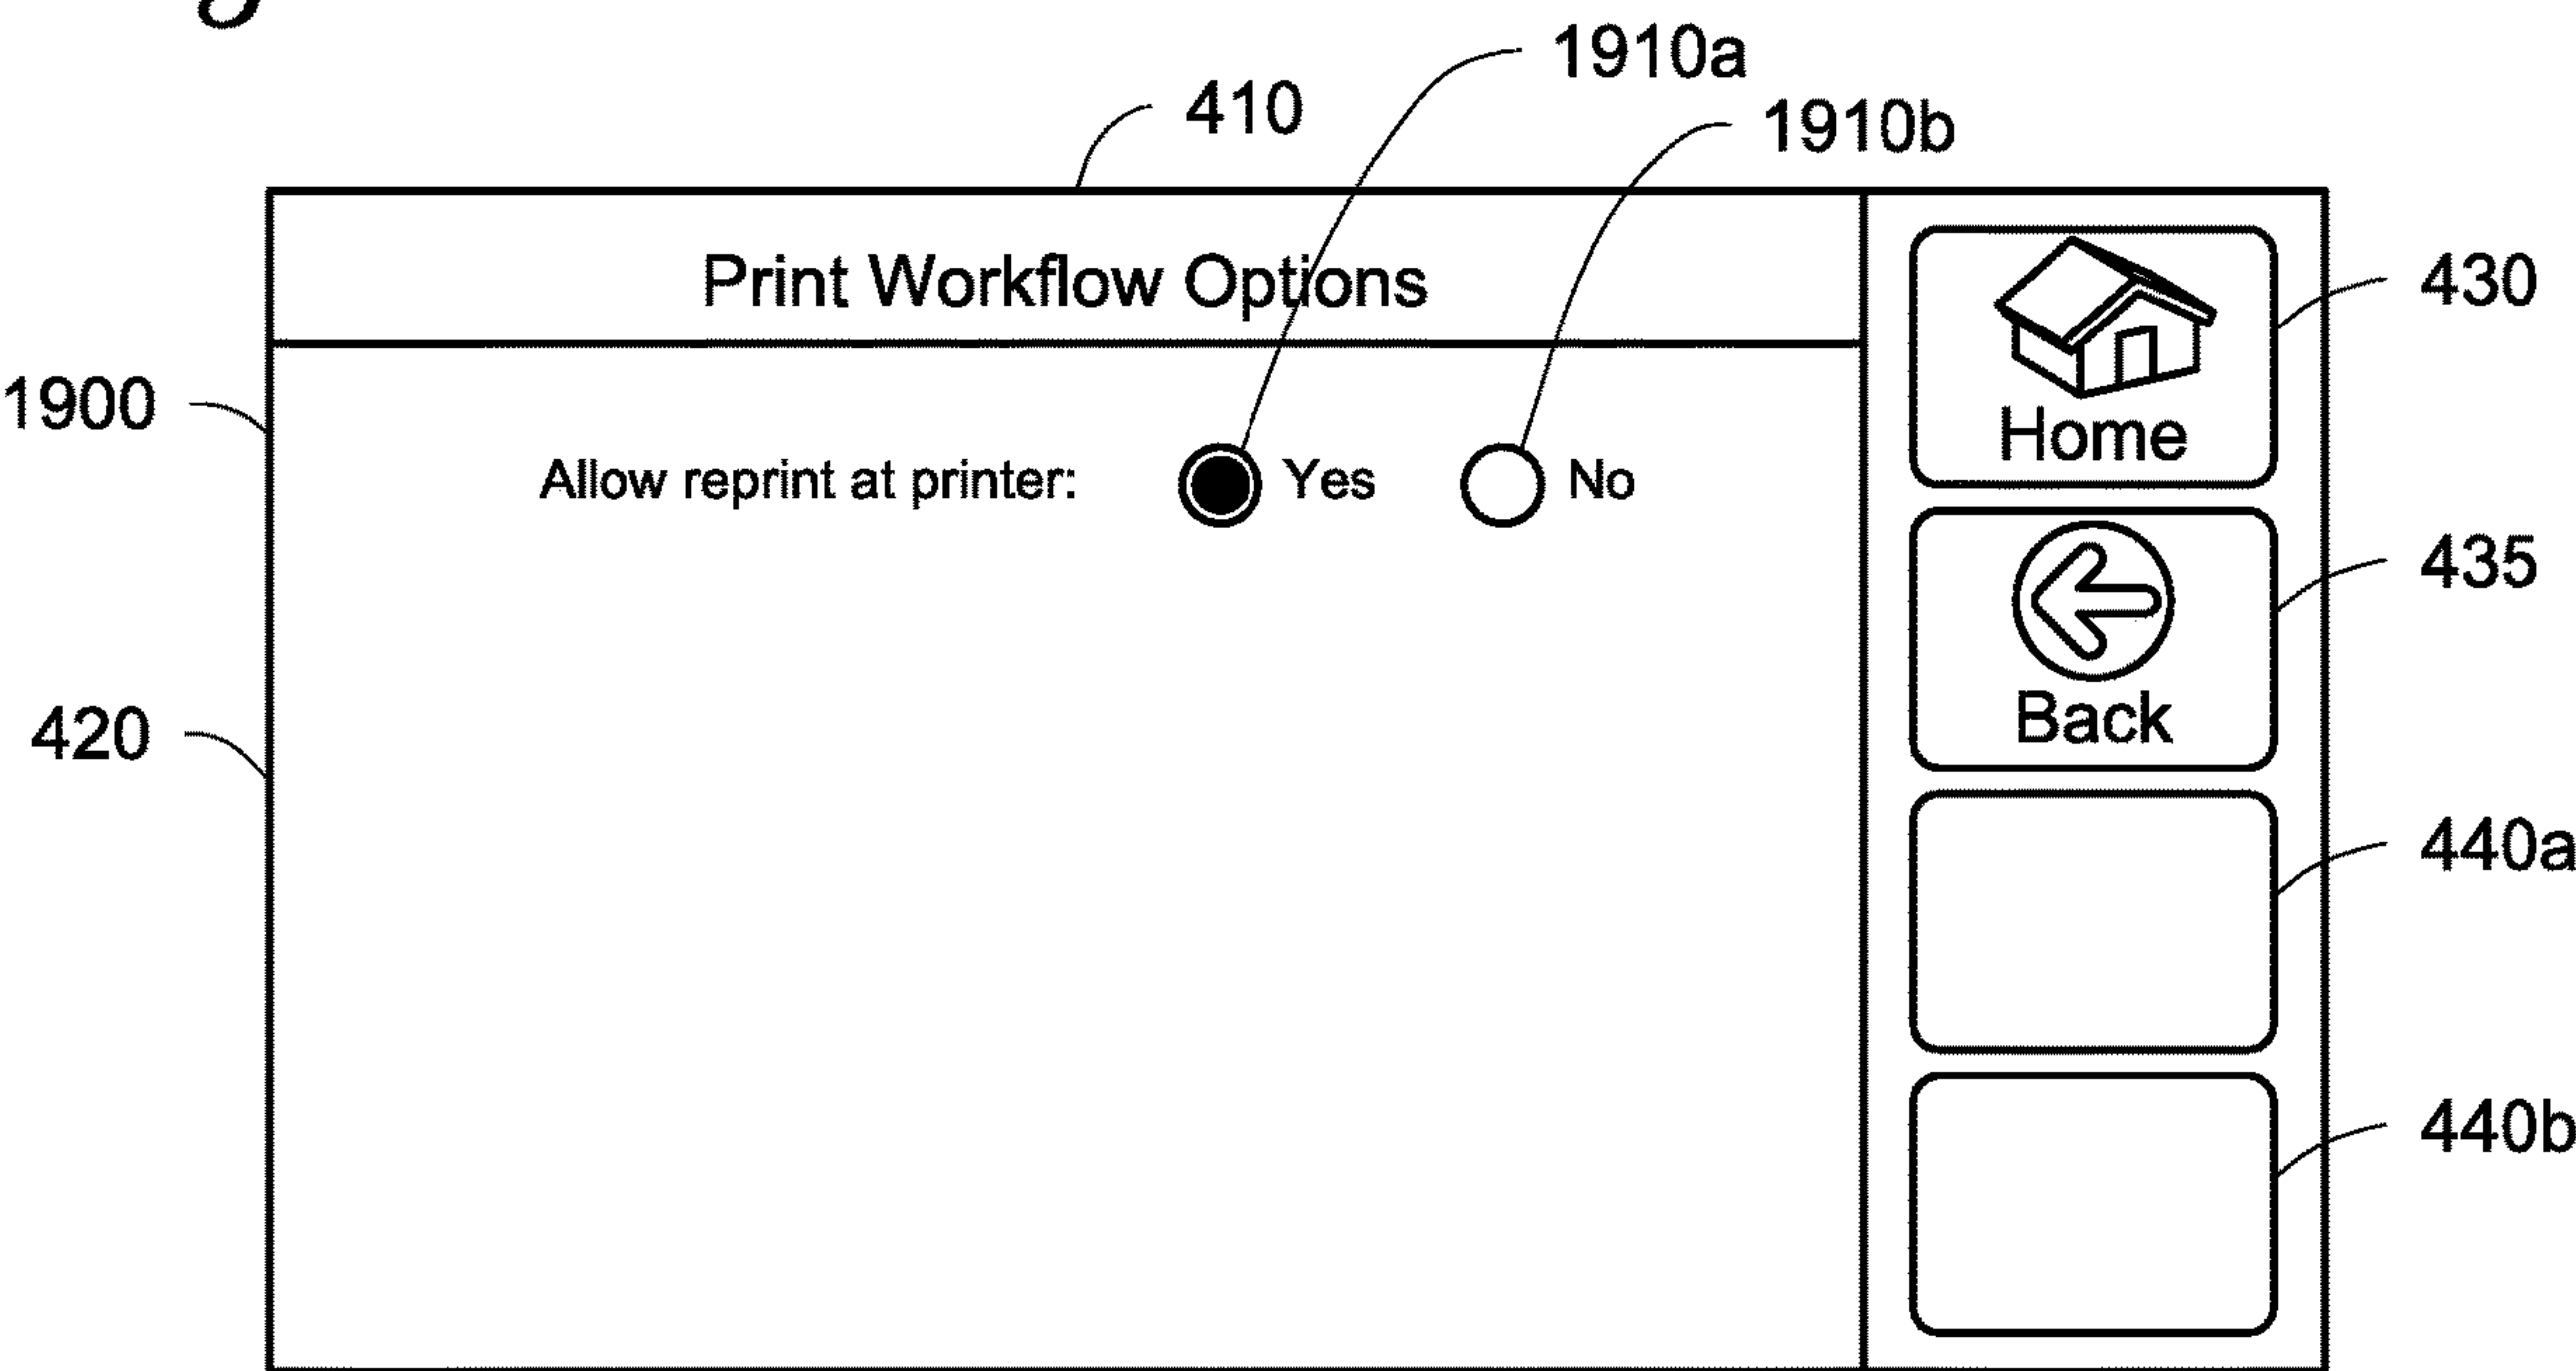 1910a
410
1910b
Print Workflow Options
430
Home
1900
Allow reprint at printer: Yes No
435
Back
420
440a
440b